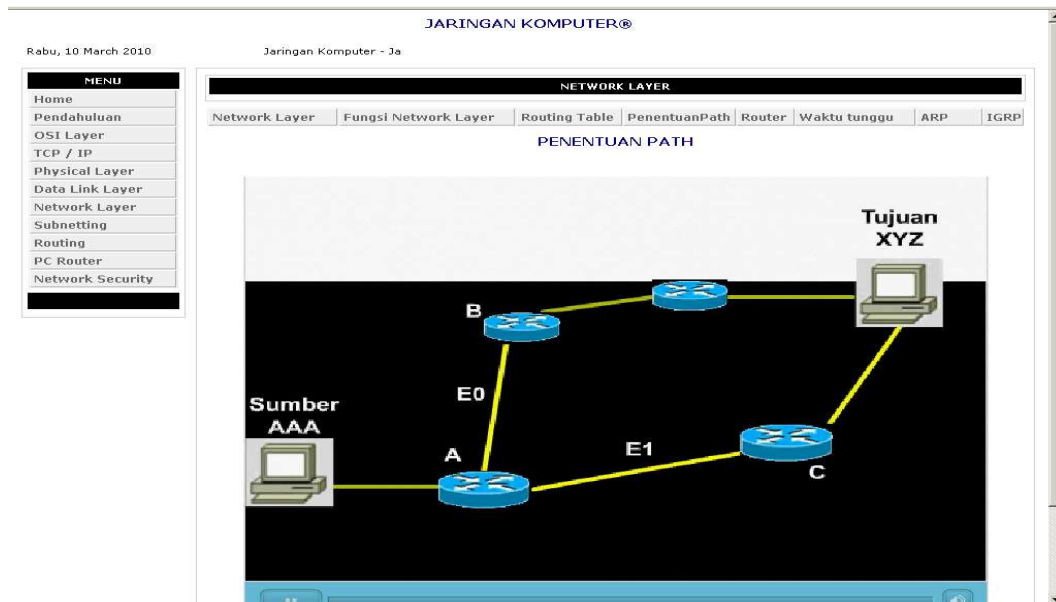 JARINGAN KOMPUTER®
Rabu, 10 March 2010
Jaringan Komputer - Ja
MENU
Home
Pendahuluan
OSI Layer
TCP / IP
Physical Layer
Data Link Layer
Network Layer
Subnetting
Routing
PC Router
Network Security
NETWORK LAYER
Network Layer Fungsi Network Layer Routing Table PenentuanPath Router Waktu tunggu ARP IGRP
PENENTUAN PATH
Tujuan
XYZ
B
E0
Sumber
AAA
A
E1
C